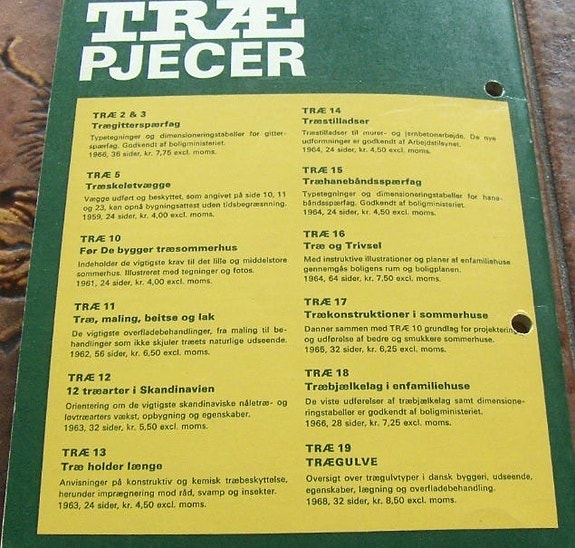 TRÆ
PJECER
TRÆ 2 & 3
Trægitterspærfag
Typetegninger og dimensioneringstabeller for gitter-
spærfag. Godkendt af boligministeriet.
1966, 36 sider, kr. 7,75 excl. moms.
TRÆ 5
Træskeletvægge
Vægge udført og beskyttet, som angivet på side 10, 11
og 23, kan opnå bygningsattest uden tidsbegrænsning.
1959, 24 sider, kr. 4,00 excl. moms.
TRÆ 10
Før De bygger træsommerhus
Indeholder de vigtigste krav til det lille og middelstore
sommerhus. Illustreret med tegninger og fotos.
1961, 24 sider, kr. 4,00 excl. moms.
TRÆ 11
Træ, maling, beitse og lak
De vigtigste overfladebehandlinger, fra maling til be-
handlinger som ikke skjuler træets naturlige udseende.
1962, 56 sider, kr. 6,50 excl. moms.
TRÆ 12
12 træarter i Skandinavien
Orientering om de vigtigste skandinaviske nåletræ- og
løvtræarters vækst, opbygning og egenskaber.
1963, 32 sider, kr. 5,50 excl. moms.
TRÆ 13
Træ holder længe
Anvisninger på konstruktiv og kemisk træbeskyttelse,
herunder imprægnering mod råd, svamp og insekter.
1963, 24 sider, kr. 4,50 excl. moms.
TRÆ 14
Træstilladser
Træstilladser til murer- og jernbetonarbejde. De nye
udformninger er godkendt af Arbejdstilsynet.
1964, 24 sider, kr. 4,50 excl. moms.
TRÆ 15
Træhanebåndsspærfag
Typetegninger og dimensioneringstabeller for hane-
båndsspærfag. Godkendt af boligministeriet.
1964, 24 sider, kr. 4,50 excl. moms.
TRÆ 16
Træ og Trivsel
Med instruktive illustrationer og planer af enfamiliehuse
gennemgås boligens rum og boligplanen.
1964, 64 sider, kr. 7.50 excl. moms.
TRÆ 17
Trækonstruktioner i sommerhuse
Danner sammen med TRÆ 10 grundlag for projektering
og udførelse af bedre og smukkere sommerhuse.
1965, 32 sider, kr. 6,25 excl. moms.
TRÆ 18
Træbjælkelag i enfamiliehuse
De viste udførelser af træbjælkelag samt dimensione-
ringstabeller er godkendt af boligministeriet.
1966, 28 sider, kr. 7,25 excl. moms.
TRÆ 19
TRÆGULVE
Oversigt over trægulvtyper i dansk byggeri, udseende,
egenskaber, lægning og overfladebehandling.
1968, 32 sider, kr. 8,50 excl. moms.